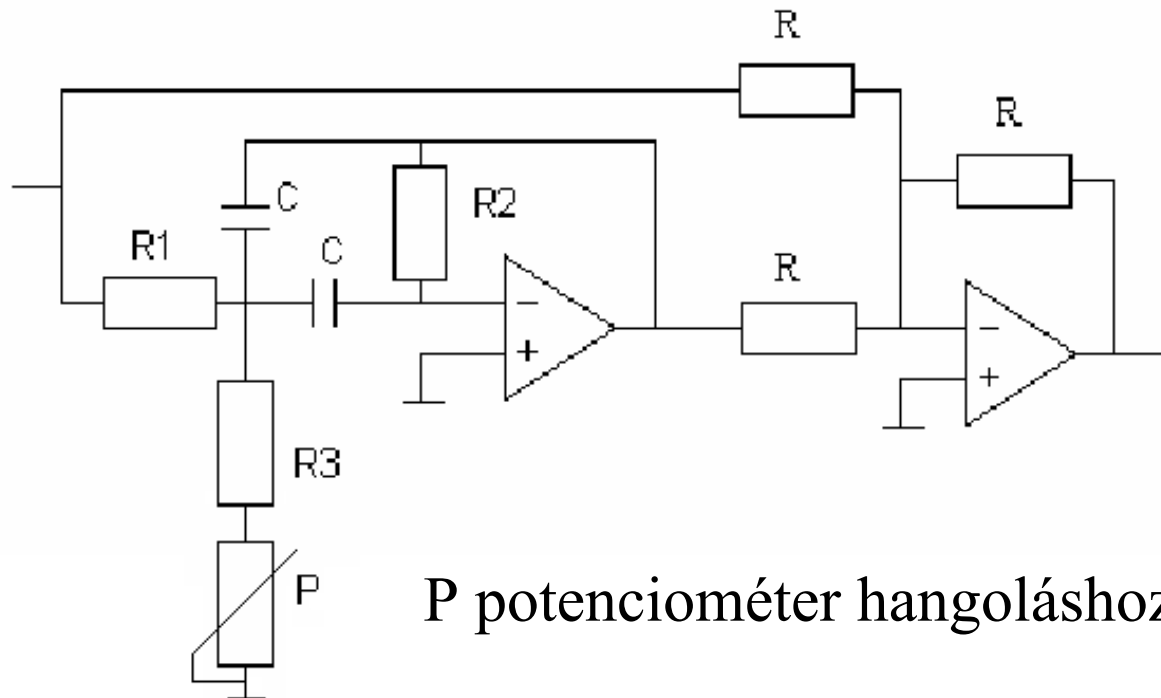 R
R
C
R2
C
R1
R
−
+
−
+
R3
P
P potenciométer hangoláshoz